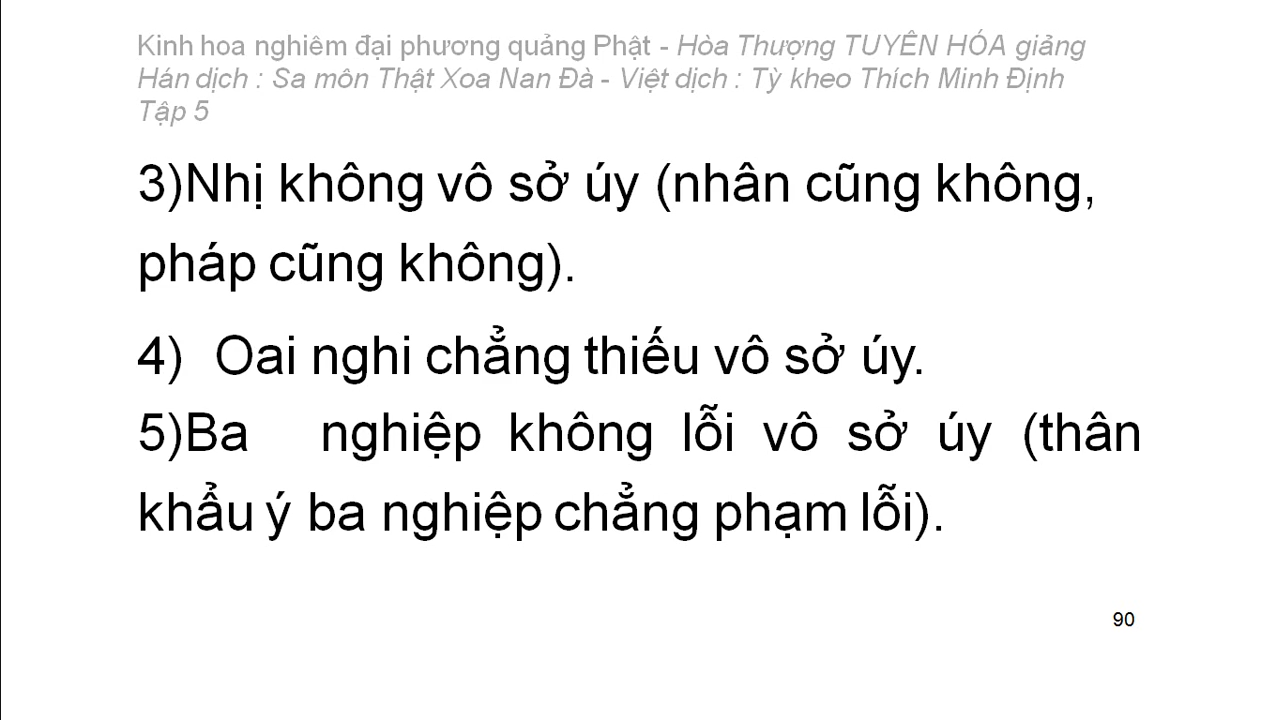 Kinh hoa nghiêm đại phương quảng Phật - Hòa Thượng TUYÊN HÓA giảng
Hán dịch : Sa môn Thật Xoa Nan Đà - Việt dịch : Tỳ kheo Thích Minh Định
Tập 5
3)Nhị không vô sở úy (nhân cũng không,
pháp cũng không).
4) Oai nghi chẳng thiếu vô sở úy.
5)Ba nghiệp không lỗi vô sở úy (thân
khẩu ý ba nghiệp chẳng phạm lỗi).
90